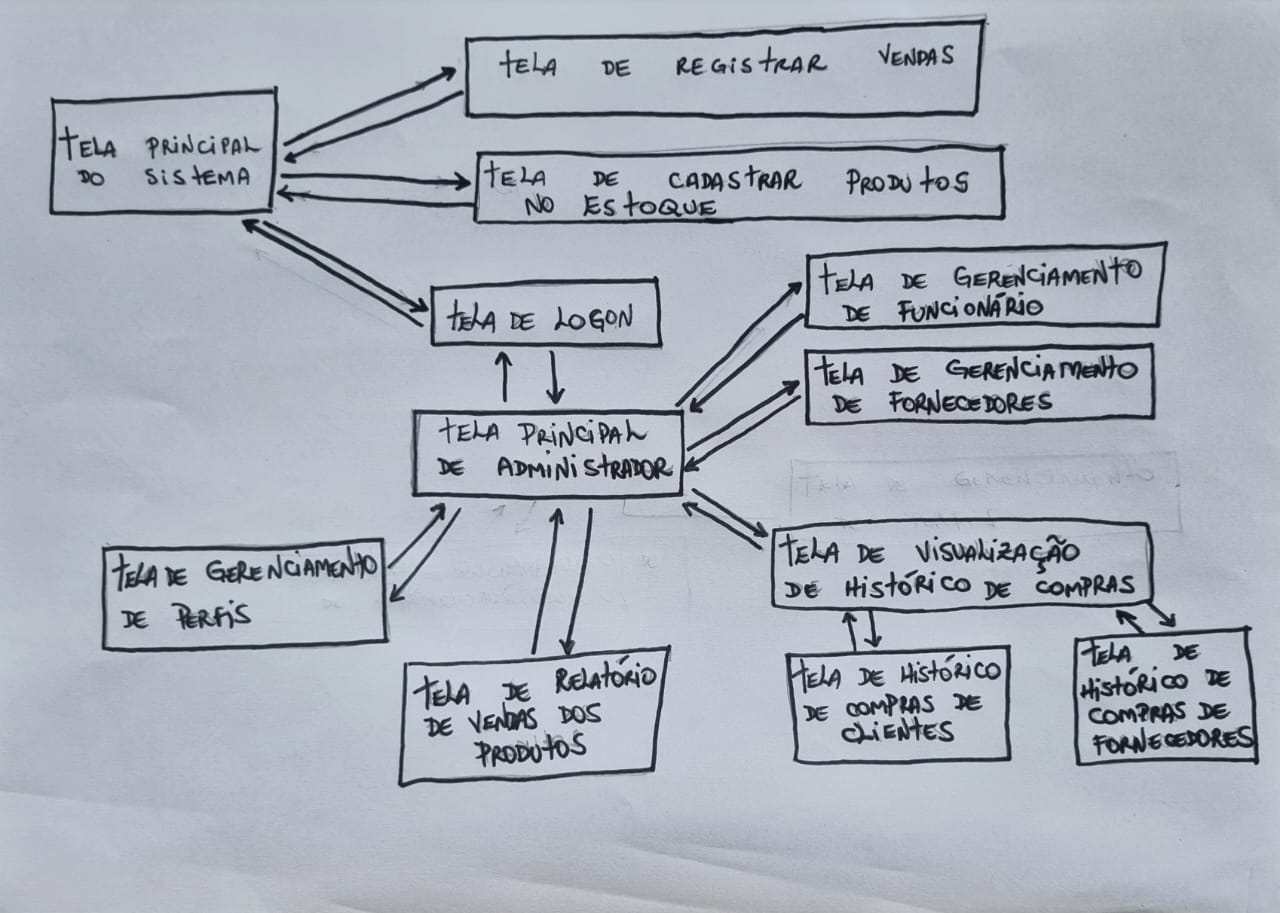 TELA DE REGISTRAR VENDAS
TELA PRINCIPAL
DO SISTEMA
TELA DE CADASTRAR PRODUTOS
NO ESTOQUE
TELA DE LOGON
TELA DE GERENCIAMENTO
DE FUNCIONÁRIO
TELA DE GERENCIAMENTO
DE FORNECEDORES
TELA PRINCIPAL
DE ADMINISTRADOR
TELA DE VISUALIZAÇÃO
DE HISTÓRICO DE COMPRAS
TELA DE GERENCIAMENTO
DE PERFIS
TELA DE RELATÓRIO
DE VENDAS DOS
PRODUTOS
TELA DE HISTÓRICO
DE COMPRAS DE
CLIENTES
TELA DE
HISTÓRICO DE
COMPRAS DE
FORNECEDORES